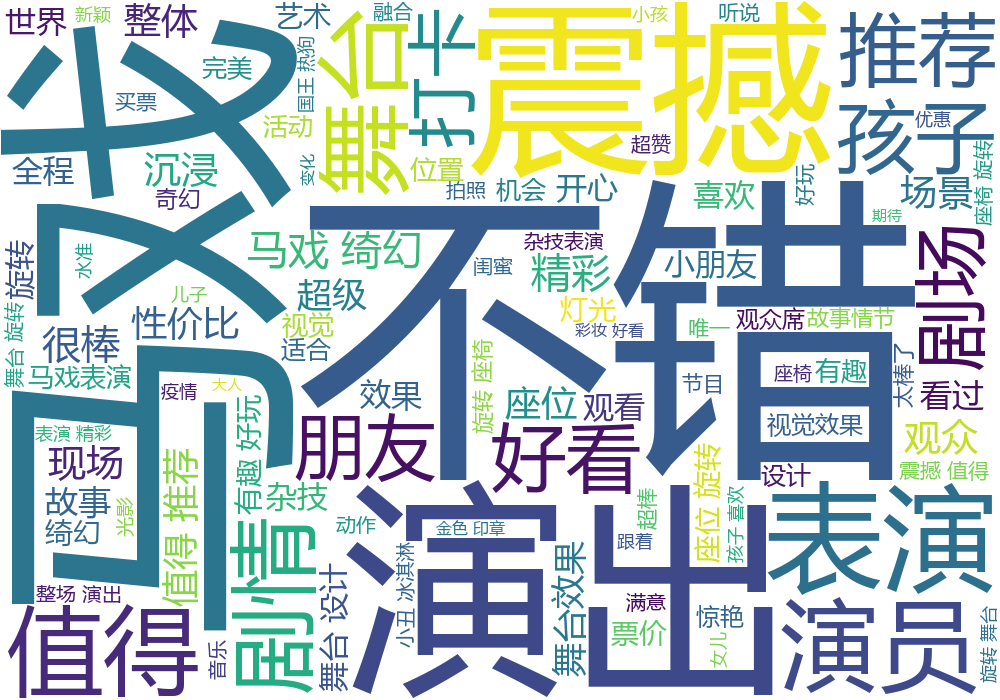 世界
新颖
整体
艺术
融合
小孩
听说
推荐
震撼
打卡
舞台
马戏
国王 热狗
完美
买票
活动
孩子
优惠
超赞
位置
变化
全程
沉浸
奇幻
拍照
机会
开心
喜欢
好玩
场景
座椅 旋转
期待
不错
马戏 绮幻
杂技表演
水准
旋转
闺蜜
精彩
小朋友
剧场
儿子
超级
灯光
舞台 旋转
性价比
视觉
彩妆 好看
唯一
观众席
故事情节
很棒
适合
马戏表演
疫情
大人
效果
旋转 座椅
座位
观看
节目
座椅
有趣
太棒了
看过
视觉效果
表演 精彩
有趣 好玩
朋友
好看
观众
现场
值得 推荐
座位 旋转
设计
震撼 值得
故事
杂技
绮幻
光影
动作
金色 印章
超棒
孩子 喜欢
表演
剧情
演出
跟着
舞台效果
小丑 冰淇淋
整场 演出
舞台 设计
满意
惊艳
演员
值得
票价
音乐
女儿
旋转 舞台